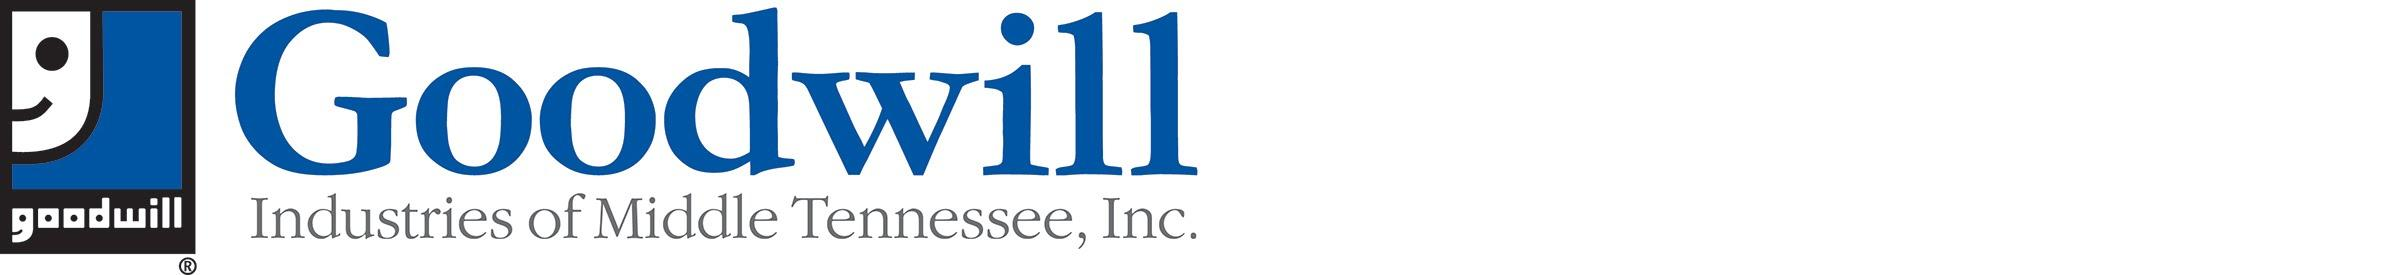 goodwill
®
Goodwill
Industries of Middle Tennessee, Inc.